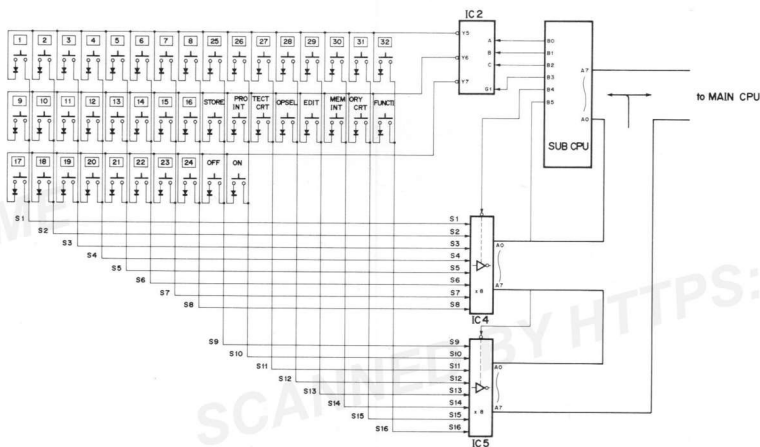 IC2
1 2 3 4 5 6 7 8 25 26 27 28 29 30 31 32
Y5
Y6
Y7
A
B
C
G1
B0
B1
B2
B3
B4
B5
A7
A0
SUB CPU
to MAIN CPU
9 10 11 12 13 14 15 16 STORE PRO INT TECT CRT OPSEL EDIT MEM INT ORY CRT FUNCTI
17 18 19 20 21 22 23 24 OFF ON
S1 S1
S2 S2
S3 S3
S4 S4
S5 S5
S6 S6
S7 S7
S8 S8
A0
A7
x 8
IC4
S9 S9
S10 S10
S11 S11
S12 S12
S13 S13
S14 S14
S15 S15
S16 S16
A0
A7
x 8
IC5
SCANNED BY HTTPS: